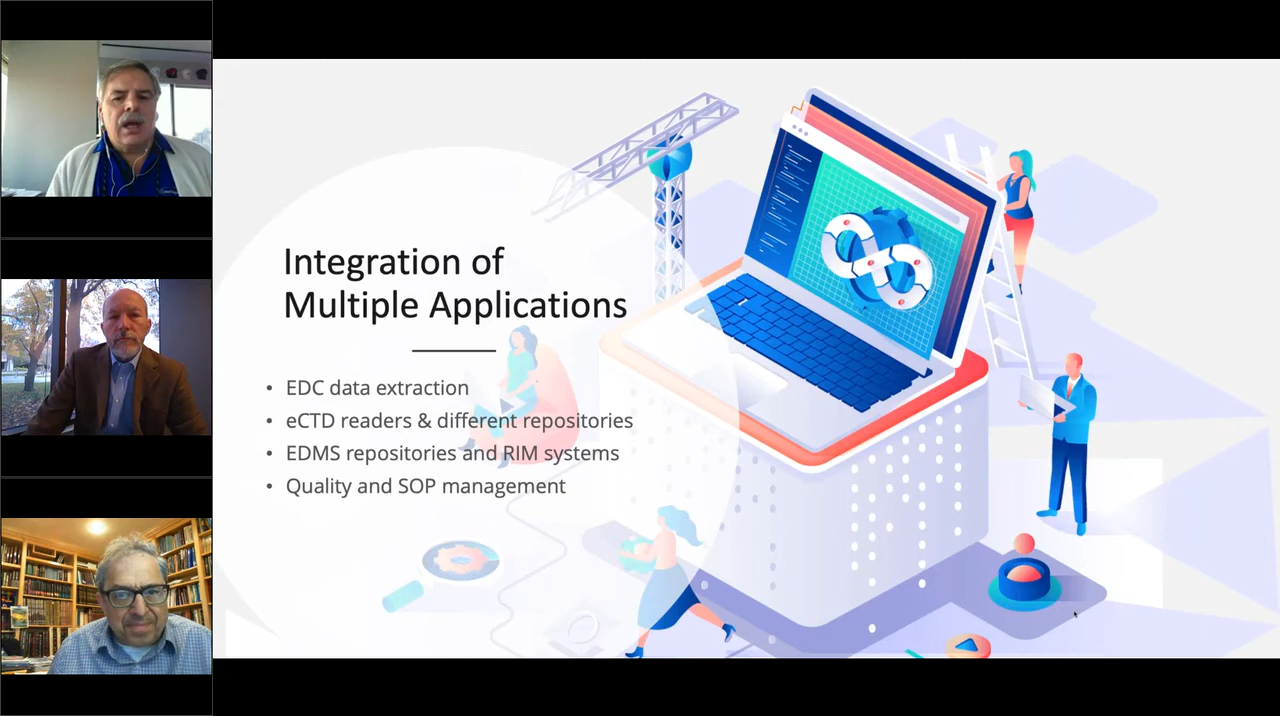 Integration of
Multiple Applications
• EDC data extraction
• eCTD readers & different repositories
• EDMS repositories and RIM systems
• Quality and SOP management